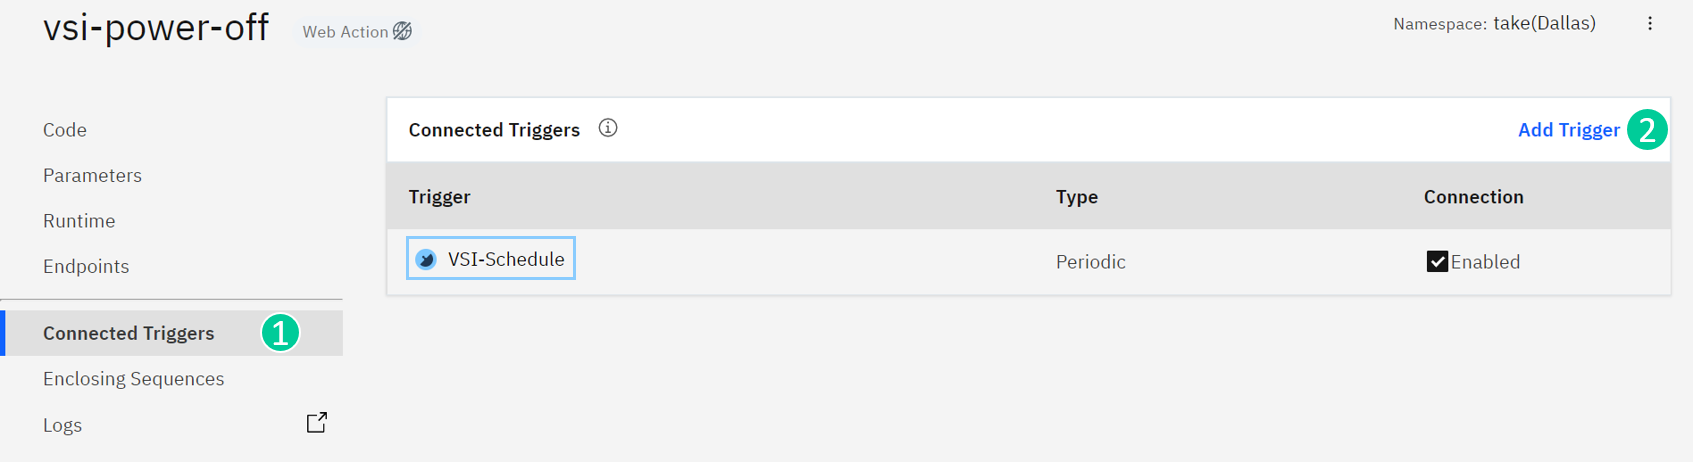 vsi-power-off Web Action
Namespace: take(Dallas)
Code
Parameters
Runtime
Endpoints
Connected Triggers 1
Enclosing Sequences
Logs
Connected Triggers Add Trigger 2
Trigger Type Connection
VSI-Schedule Periodic Enabled